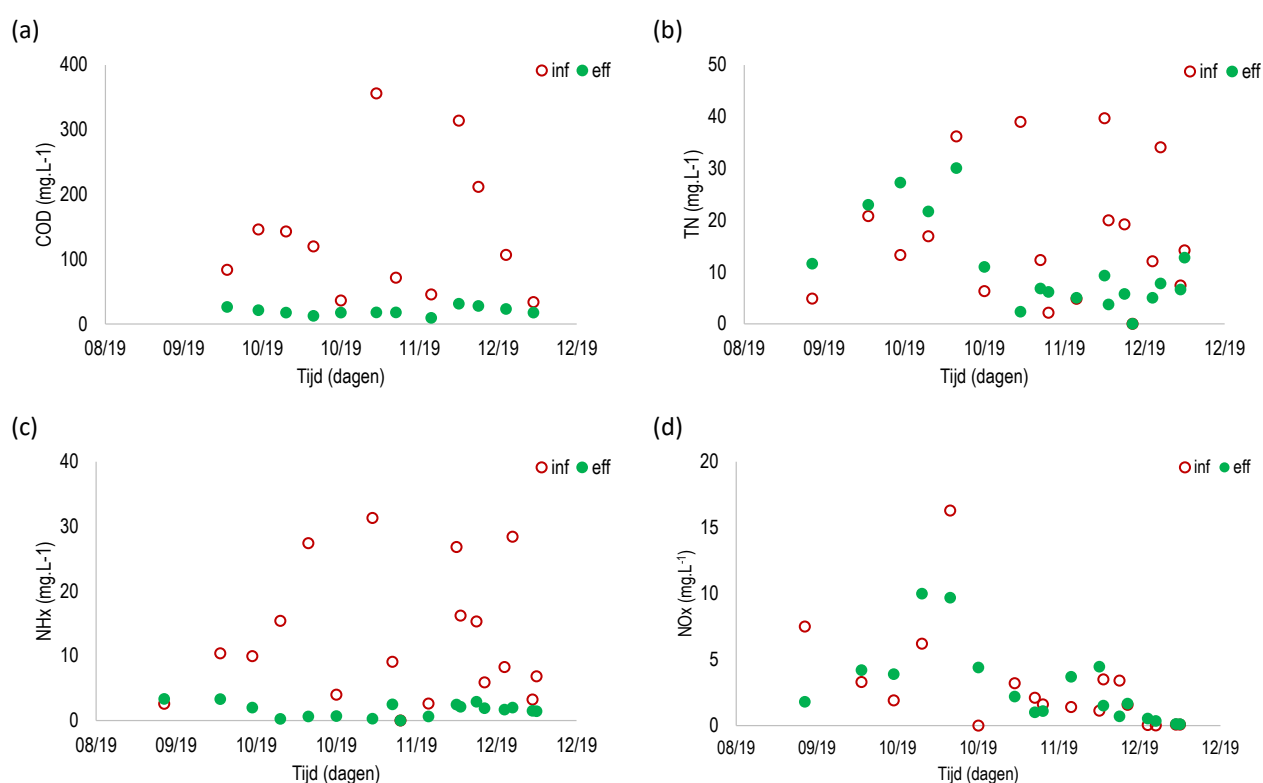 (a)
inf eff
400
300
200
100
0
COD (mg.L-1)
08/19 09/19 10/19 10/19 11/19 12/19 12/19
Tijd (dagen)
(b)
inf eff
50
40
30
20
10
0
TN (mg.L-1)
08/19 09/19 10/19 10/19 11/19 12/19 12/19
Tijd (dagen)
(c)
inf eff
40
30
20
10
0
NHx (mg.L-1)
08/19 09/19 10/19 10/19 11/19 12/19 12/19
Tijd (dagen)
(d)
inf eff
20
15
10
5
0
NOx (mg.L⁻¹)
08/19 09/19 10/19 10/19 11/19 12/19 12/19
Tijd (dagen)